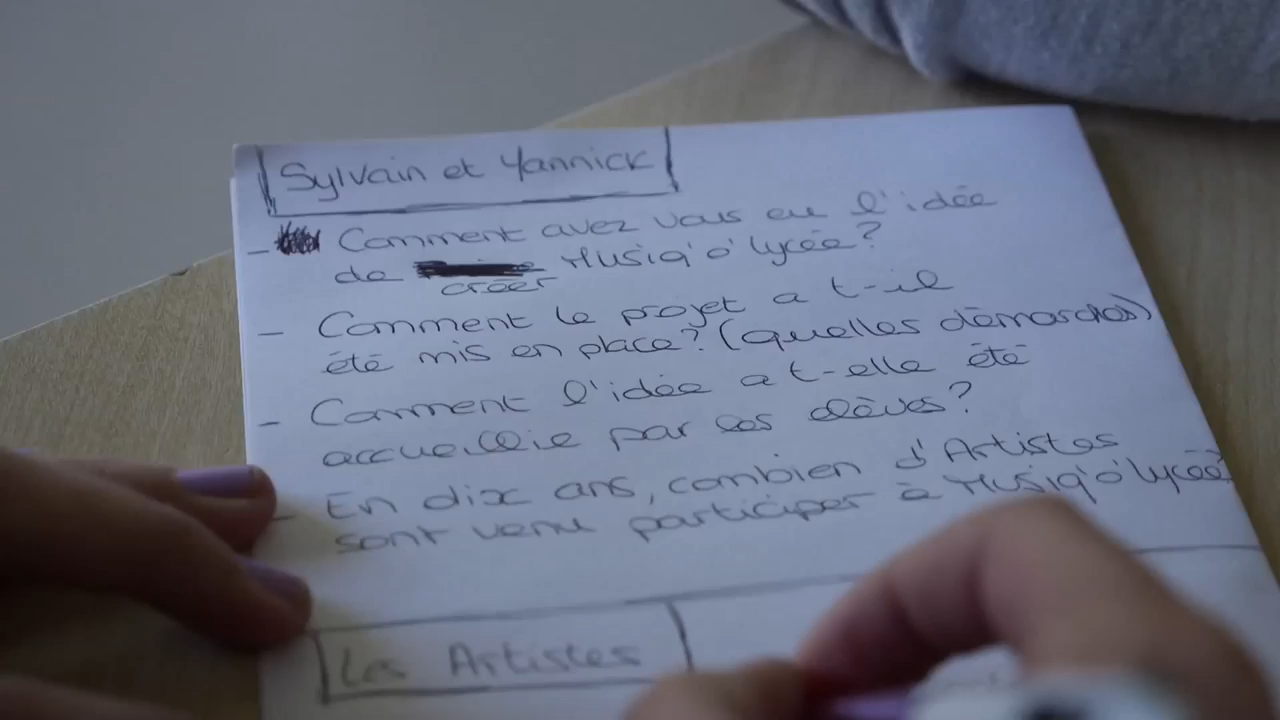 Sylvain et Yannick
- Comment avez vous eu l'idée
de créer Musiq'o'lycée?
- Comment le projet a t-il
été mis en place? (quelles démarches)
- Comment l'idée a t-elle été
accueillie par les élèves?
- En dix ans, combien d'Artistes
sont venu participer à Musiq'o'lycée?
Les Artistes